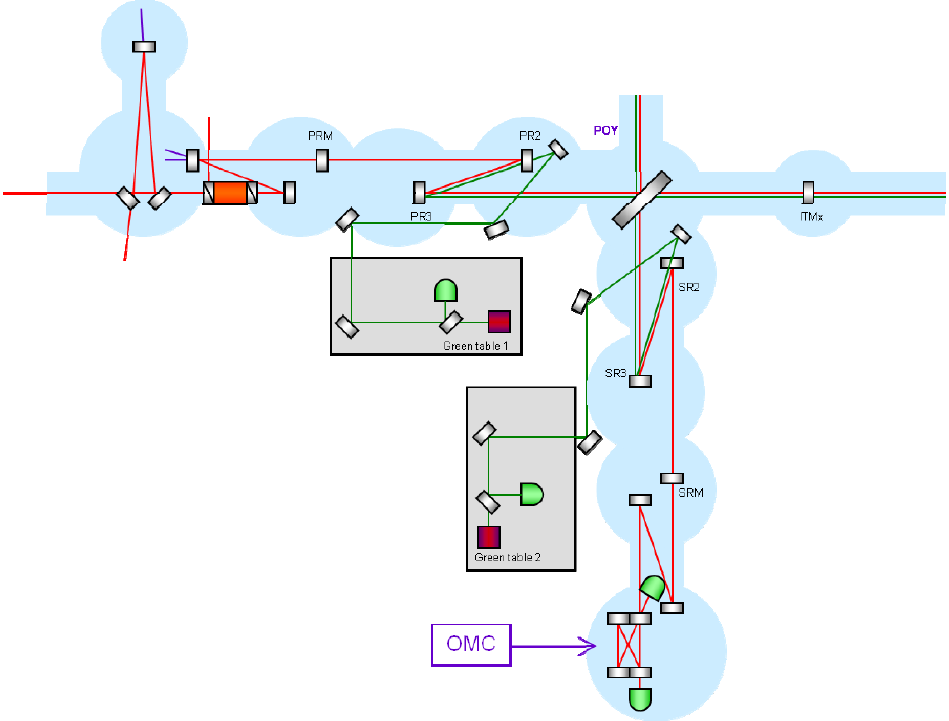 POY
PRM
PR2
PR3
ITMx
SR2
Green table 1
SR3
SRM
Green table 2
OMC